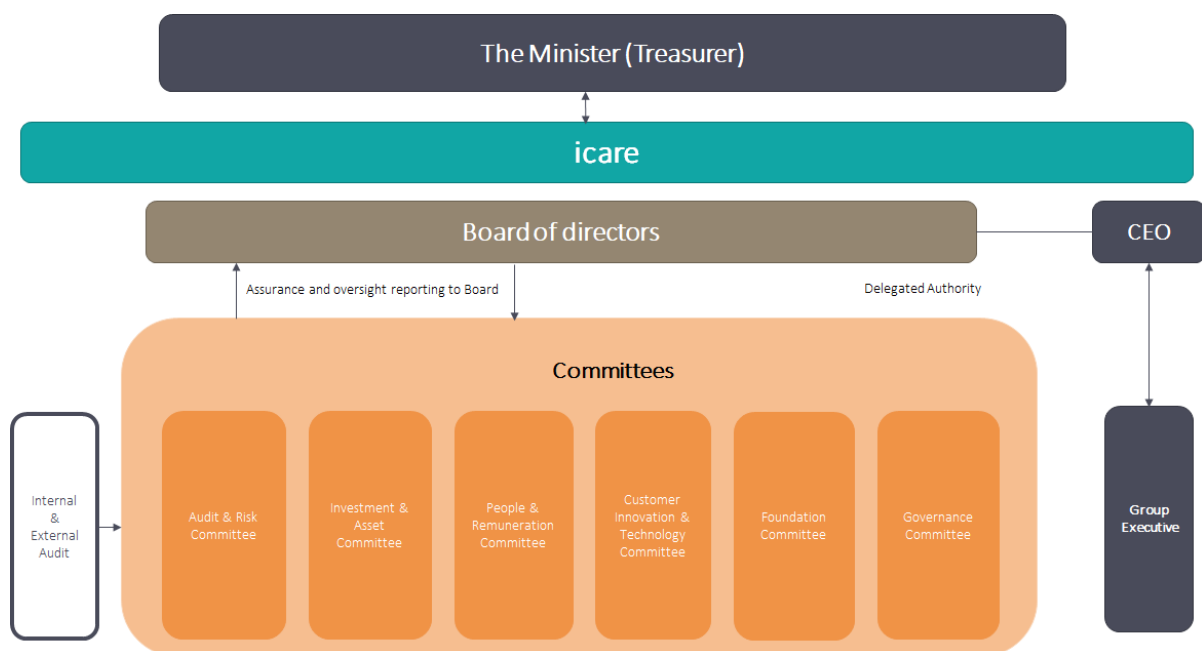 The Minister (Treasurer)
icare
Board of directors
CEO
Assurance and oversight reporting to Board
Delegated Authority
Committees
Internal
&
External
Audit
Audit & Risk
Committee
Investment &
Asset
Committee
People &
Remuneration
Committee
Customer
Innovation &
Technology
Committee
Foundation
Committee
Governance
Committee
Group
Executive